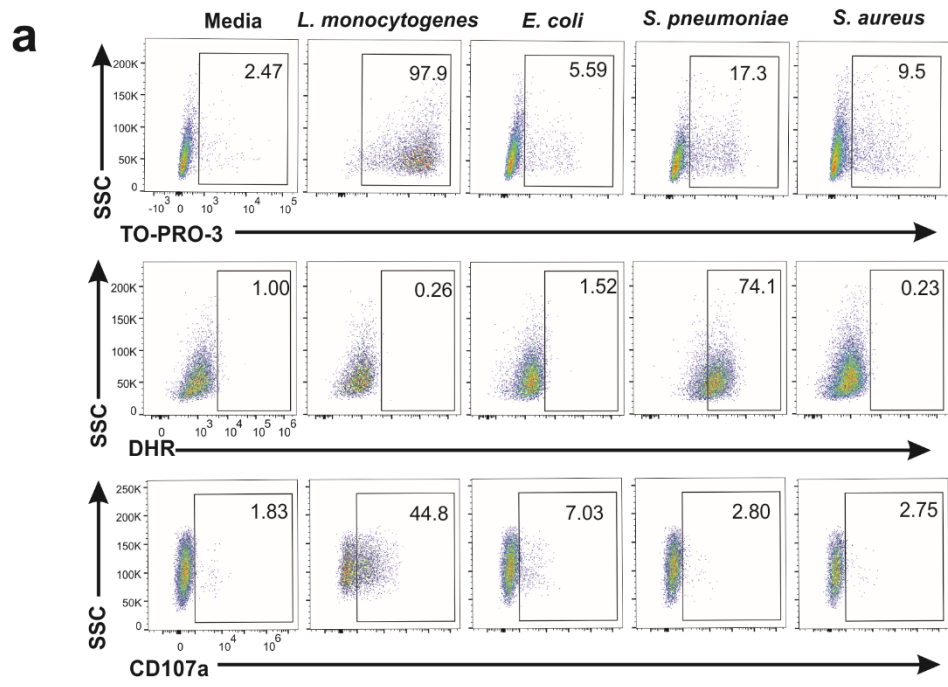 a
Media L. monocytogenes E. coli S. pneumoniae S. aureus
SSC
200K
150K
100K
50K
0
2.47 97.9 5.59 17.3 9.5
-10³ 0 10³ 10⁴ 10⁵
TO-PRO-3
SSC
200K
150K
100K
50K
0
1.00 0.26 1.52 74.1 0.23
0 10³ 10⁴ 10⁵ 10⁶
DHR
SSC
250K
200K
150K
100K
50K
0
1.83 44.8 7.03 2.80 2.75
0 10⁴ 10⁶
CD107a